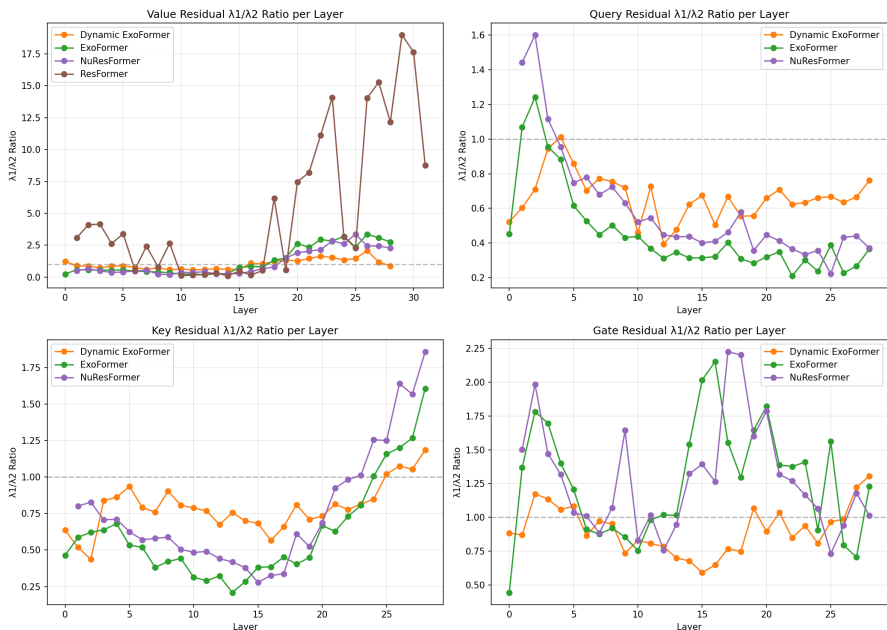 Value Residual λ1/λ2 Ratio per Layer
λ1/λ2 Ratio
17.5
15.0
12.5
10.0
7.5
5.0
2.5
0.0
Dynamic ExoFormer
ExoFormer
NuResFormer
ResFormer
0 5 10 15 20 25 30
Layer
Query Residual λ1/λ2 Ratio per Layer
λ1/λ2 Ratio
1.6
1.4
1.2
1.0
0.8
0.6
0.4
0.2
Dynamic ExoFormer
ExoFormer
NuResFormer
0 5 10 15 20 25
Layer
Key Residual λ1/λ2 Ratio per Layer
λ1/λ2 Ratio
1.75
1.50
1.25
1.00
0.75
0.50
0.25
Dynamic ExoFormer
ExoFormer
NuResFormer
0 5 10 15 20 25
Layer
Gate Residual λ1/λ2 Ratio per Layer
λ1/λ2 Ratio
2.25
2.00
1.75
1.50
1.25
1.00
0.75
0.50
Dynamic ExoFormer
ExoFormer
NuResFormer
0 5 10 15 20 25
Layer